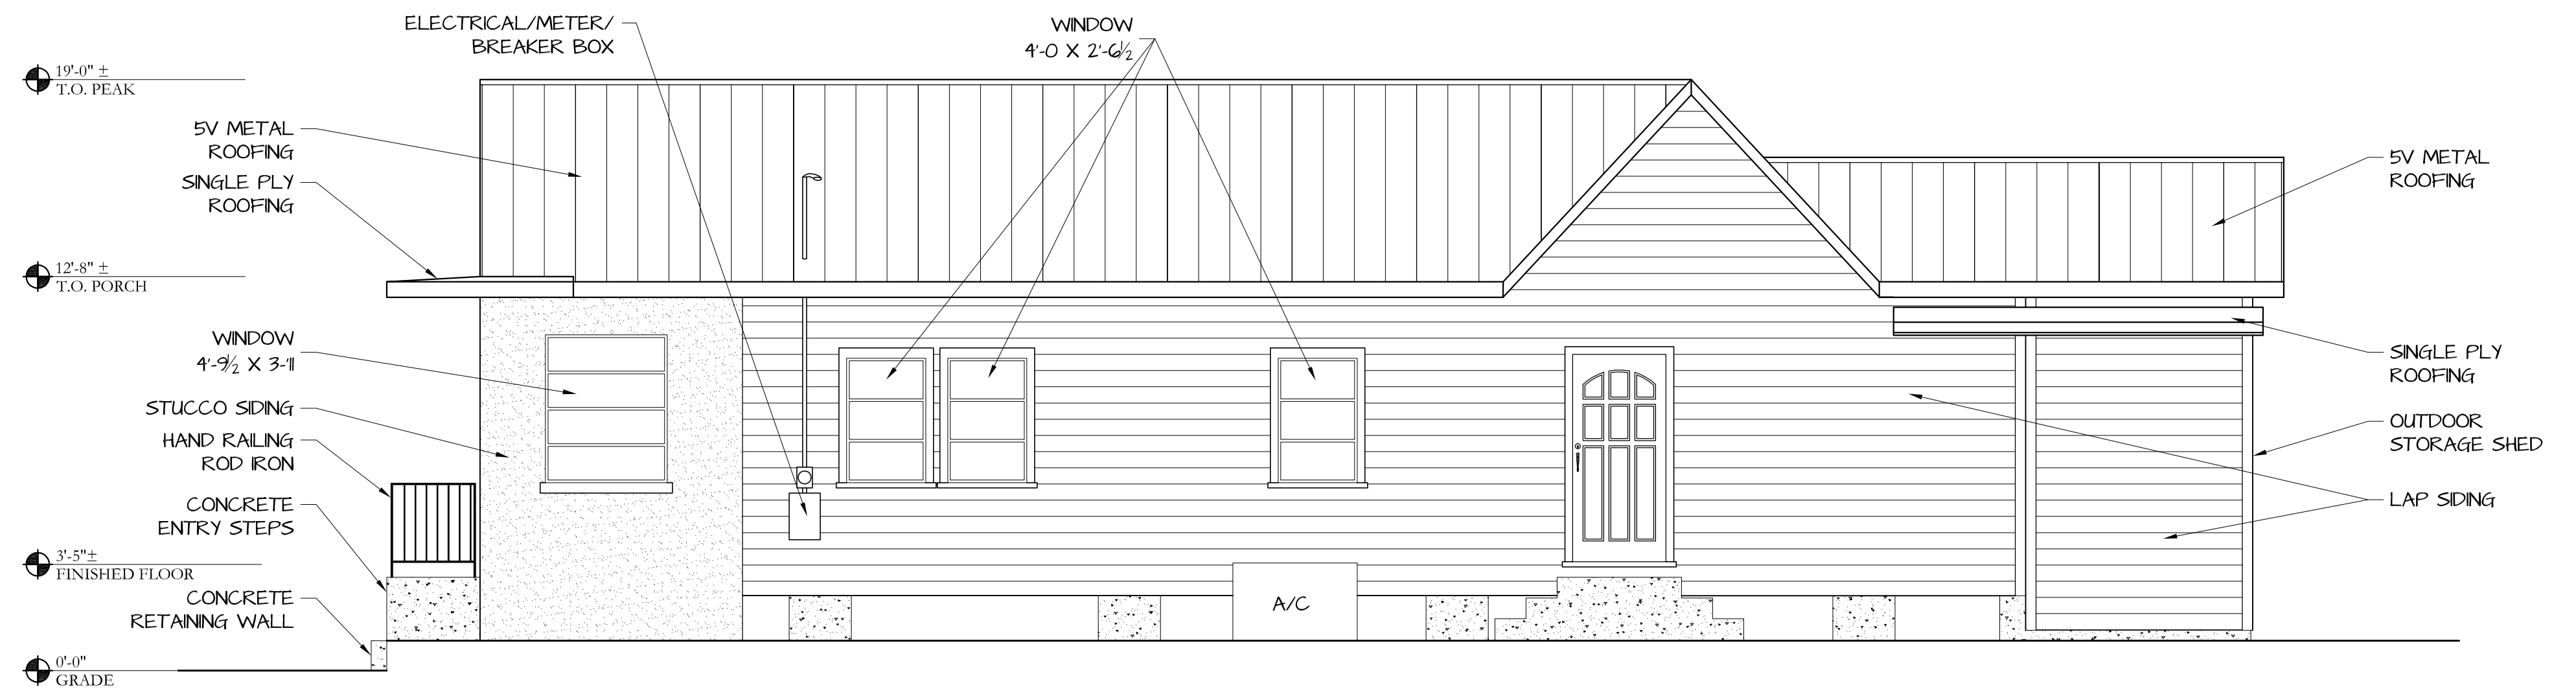 ELECTRICAL/METER/
BREAKER BOX
WINDOW
4'-0 X 2'-6½
19'-0" ±
T.O. PEAK
5V METAL
ROOFING
SINGLE PLY
ROOFING
12'-8" ±
T.O. PORCH
WINDOW
4'-9½ X 3-'11
STUCCO SIDING
HAND RAILING
ROD IRON
CONCRETE
ENTRY STEPS
3'-5"±
FINISHED FLOOR
CONCRETE
RETAINING WALL
0'-0"
GRADE
A/C
5V METAL
ROOFING
SINGLE PLY
ROOFING
OUTDOOR
STORAGE SHED
LAP SIDING